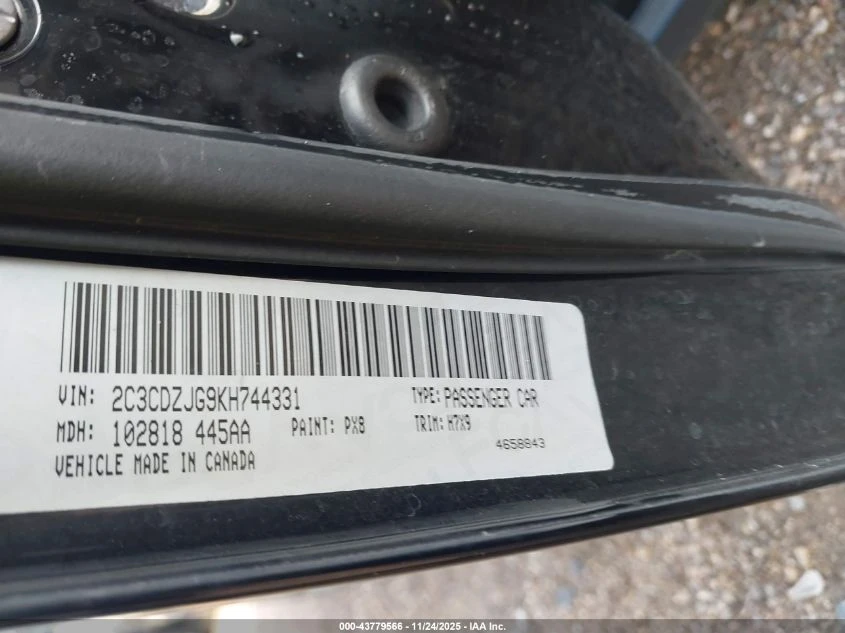 VIN: 2C3CDZJG9KH744331 TYPE: PASSENGER CAR
MDH: 102818 445AA PAINT: PX8 TRIM: H7X9
VEHICLE MADE IN CANADA 4658843
000-43779566 - 11/24/2025 - IAA Inc.